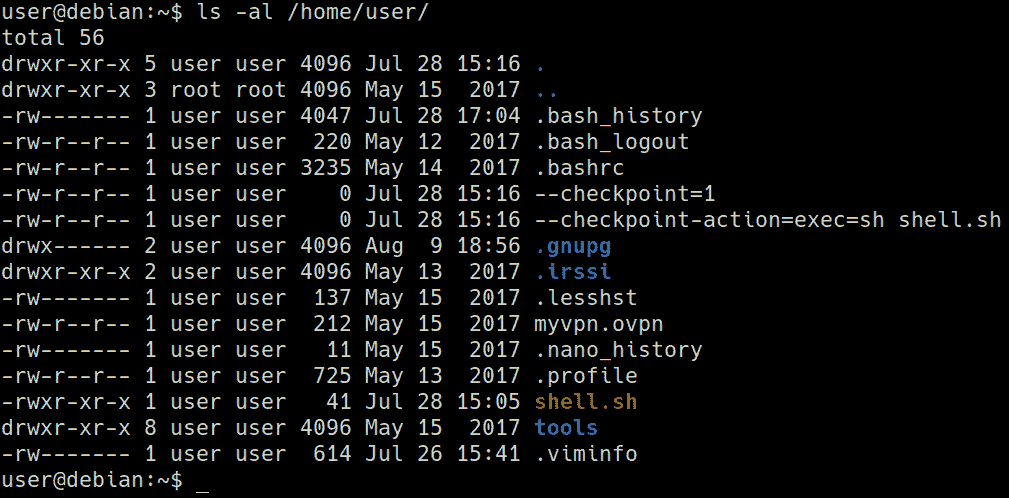 user@debian:~$ ls -al /home/user/
total 56
drwxr-xr-x 5 user user 4096 Jul 28 15:16 .
drwxr-xr-x 3 root root 4096 May 15  2017 ..
-rw------- 1 user user 4047 Jul 28 17:04 .bash_history
-rw-r--r-- 1 user user  220 May 12  2017 .bash_logout
-rw-r--r-- 1 user user 3235 May 14  2017 .bashrc
-rw-r--r-- 1 user user    0 Jul 28 15:16 --checkpoint=1
-rw-r--r-- 1 user user    0 Jul 28 15:16 --checkpoint-action=exec=sh shell.sh
drwx------ 2 user user 4096 Aug  9 18:56 .gnupg
drwxr-xr-x 2 user user 4096 May 13  2017 .irssi
-rw------- 1 user user  137 May 15  2017 .lesshst
-rw-r--r-- 1 user user  212 May 15  2017 myvpn.ovpn
-rw------- 1 user user   11 May 15  2017 .nano_history
-rw-r--r-- 1 user user  725 May 13  2017 .profile
-rwxr-xr-x 1 user user   41 Jul 28 15:05 shell.sh
drwxr-xr-x 8 user user 4096 May 15  2017 tools
-rw------- 1 user user  614 Jul 26 15:41 .viminfo
user@debian:~$ _